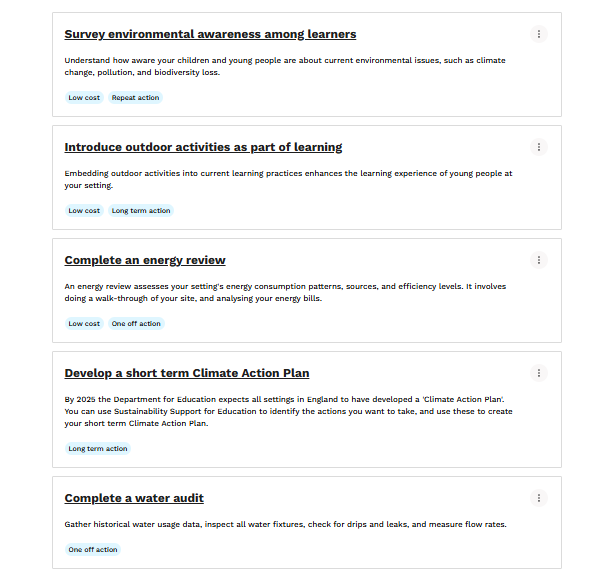 Survey environmental awareness among learners
Understand how aware your children and young people are about current environmental issues, such as climate
change, pollution, and biodiversity loss.
Low cost Repeat action
Introduce outdoor activities as part of learning
Embedding outdoor activities into current learning practices enhances the learning experience of young people at
your setting.
Low cost Long term action
Complete an energy review
An energy review assesses your setting's energy consumption patterns, sources, and efficiency levels. It involves
doing a walk-through of your site, and analysing your energy bills.
Low cost One off action
Develop a short term Climate Action Plan
By 2025 the Department for Education expects all settings in England to have developed a 'Climate Action Plan'.
You can use Sustainability Support for Education to identify the actions you want to take, and use these to create
your short term Climate Action Plan.
Long term action
Complete a water audit
Gather historical water usage data, inspect all water fixtures, check for drips and leaks, and measure flow rates.
One off action